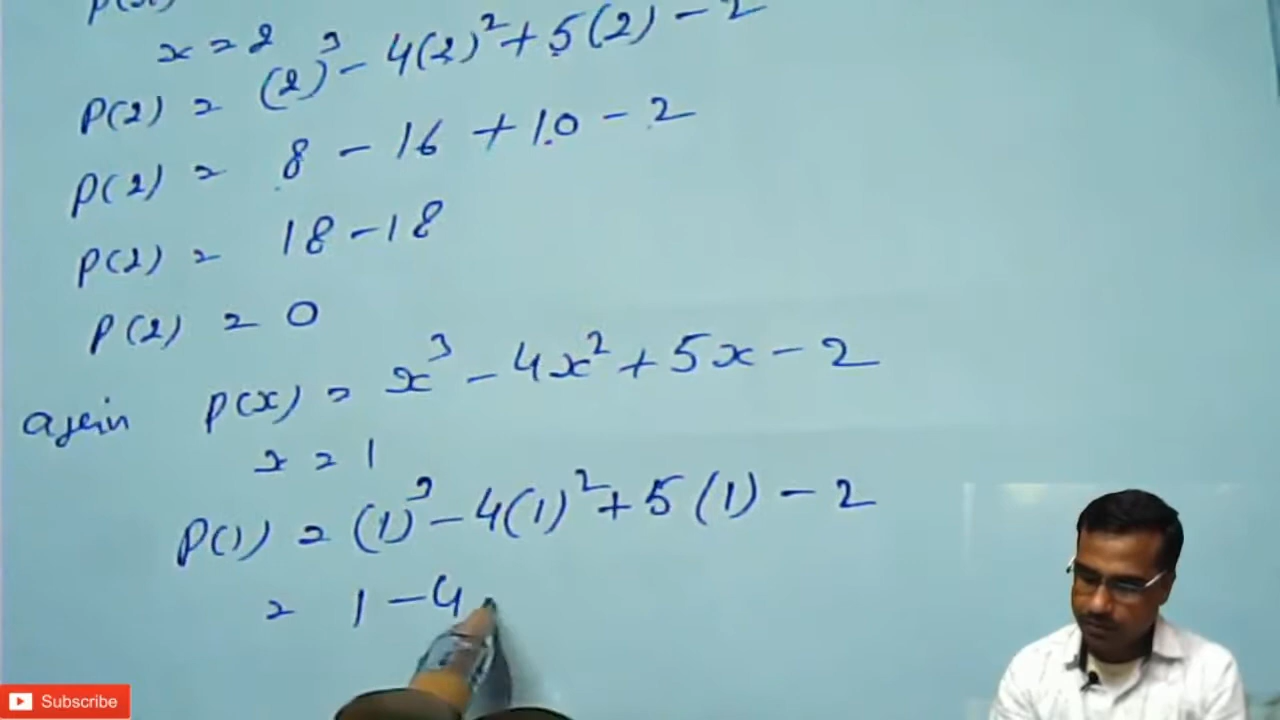 x = 2
P(2) = (2)³ - 4(2)² + 5(2) - 2
P(2) = 8 - 16 + 10 - 2
P(2) = 18 - 18
P(2) = 0
Again P(x) = x³ - 4x² + 5x - 2
x = 1
P(1) = (1)³ - 4(1)² + 5(1) - 2
= 1 - 4
Subscribe